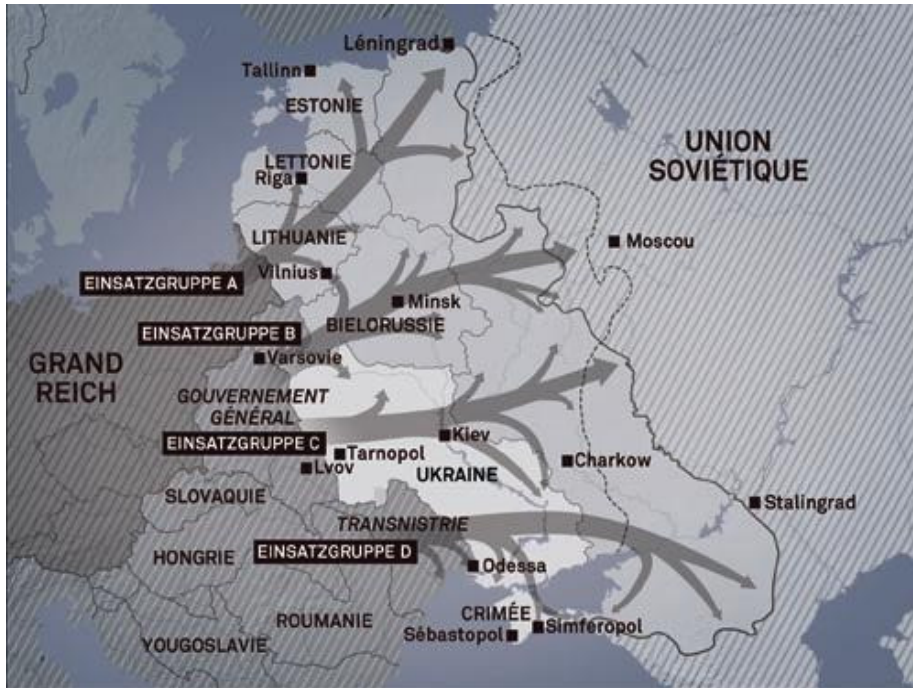 Léningrad
Tallinn
ESTONIE
UNION
SOVIÉTIQUE
LETTONIE
Riga
LITHUANIE
Moscou
Vilnius
EINSATZGRUPPE A
Minsk
BIELORUSSIE
EINSATZGRUPPE B
GRAND
REICH
Varsovie
GOUVERNEMENT
GÉNÉRAL
EINSATZGRUPPE C
Kiev
Tarnopol
Lvov
UKRAINE
Charkow
SLOVAQUIE
Stalingrad
TRANSNISTRIE
HONGRIE
EINSATZGRUPPE D
Odessa
ROUMANIE
CRIMÉE
Sébastopol
Simferopol
YOUGOSLAVIE